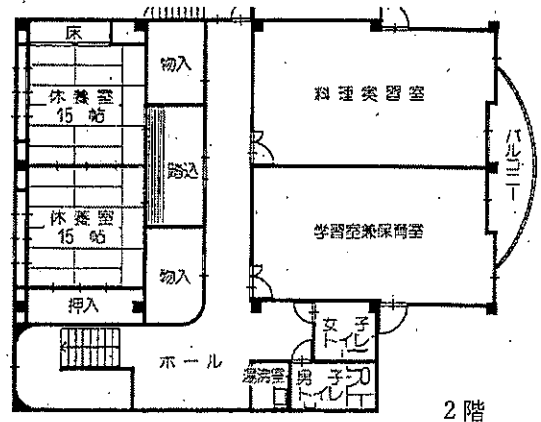 床
物入
休養室
15帖
料理実習室
バルコニー
踏込
休養室
15帖
学習室兼保育室
物入
押入
女子
トイレ
ホール
湯沸室
男子
トイレ
2階